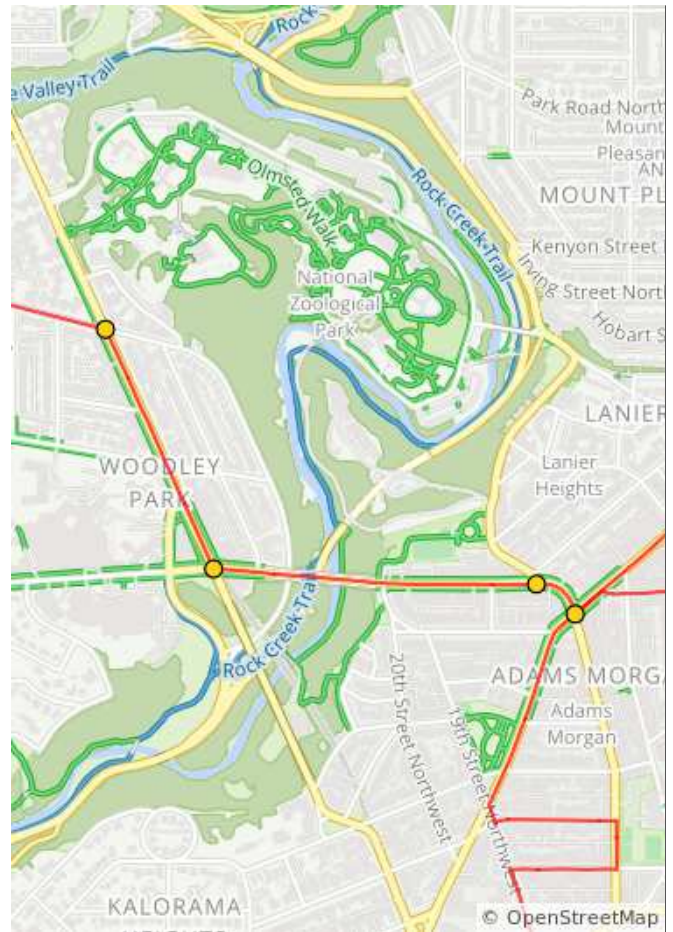 Rock
e Valley Trail
Park Road North
Mount
Pleasan
AN
Olmsted Walk
Rock Creek Trail
MOUNT PL
Kenyon Street
Irving Street North
National
Zoological
Park
Hobart S
LANIER
WOODLEY
PARK
Lanier
Heights
Rock Creek Trail
20th Street Northwest
19th Street Northwest
ADAMS MORGA
Adams
Morgan
KALORAMA
HEIGHTS
© OpenStreetMap